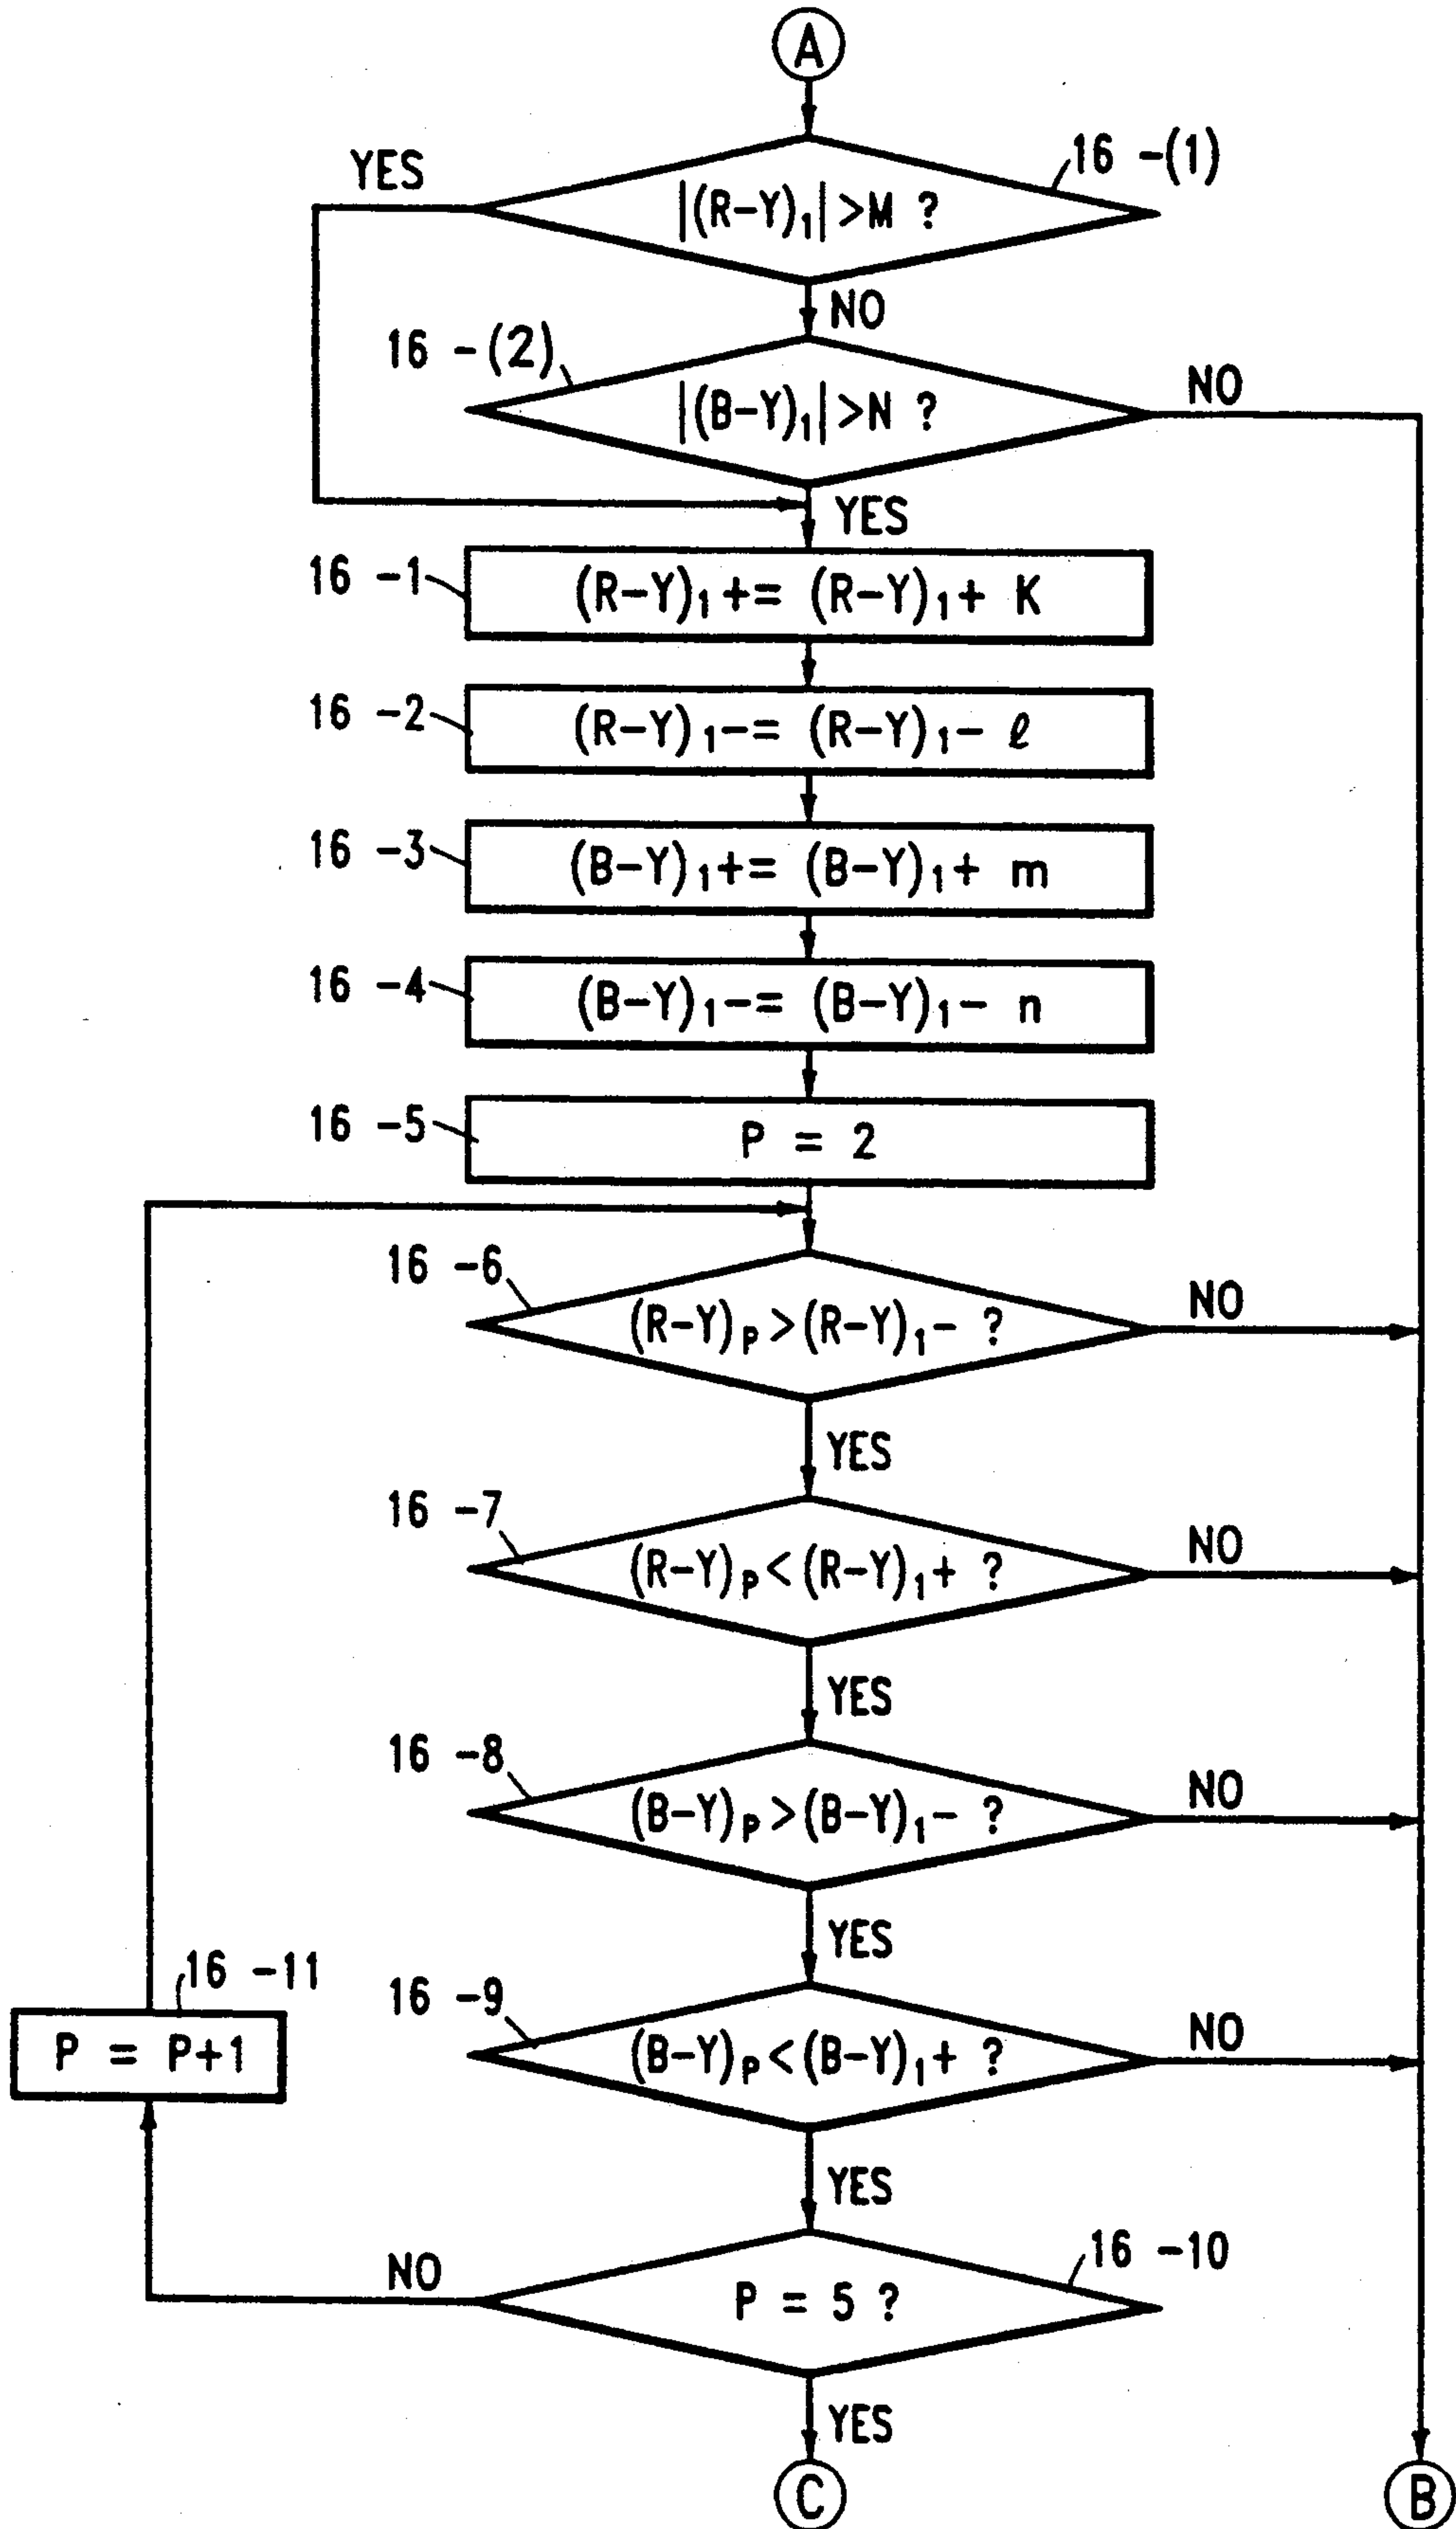 A
YES
16 -(1)
|(R-Y)₁|>M ?
NO
16 -(2)
|(B-Y)₁|>N ?
NO
YES
16 -1
(R-Y)₁+= (R-Y)₁+ K
16 -2
(R-Y)₁-= (R-Y)₁- ℓ
16 -3
(B-Y)₁+= (B-Y)₁+ m
16 -4
(B-Y)₁-= (B-Y)₁- n
16 -5
P = 2
16 -6
(R-Y)ₚ>(R-Y)₁- ?
NO
YES
16 -7
(R-Y)ₚ<(R-Y)₁+ ?
NO
YES
16 -8
(B-Y)ₚ>(B-Y)₁- ?
NO
YES
16 -11
P = P+1
16 -9
(B-Y)ₚ<(B-Y)₁+ ?
NO
YES
NO
16 -10
P = 5 ?
YES
C
B